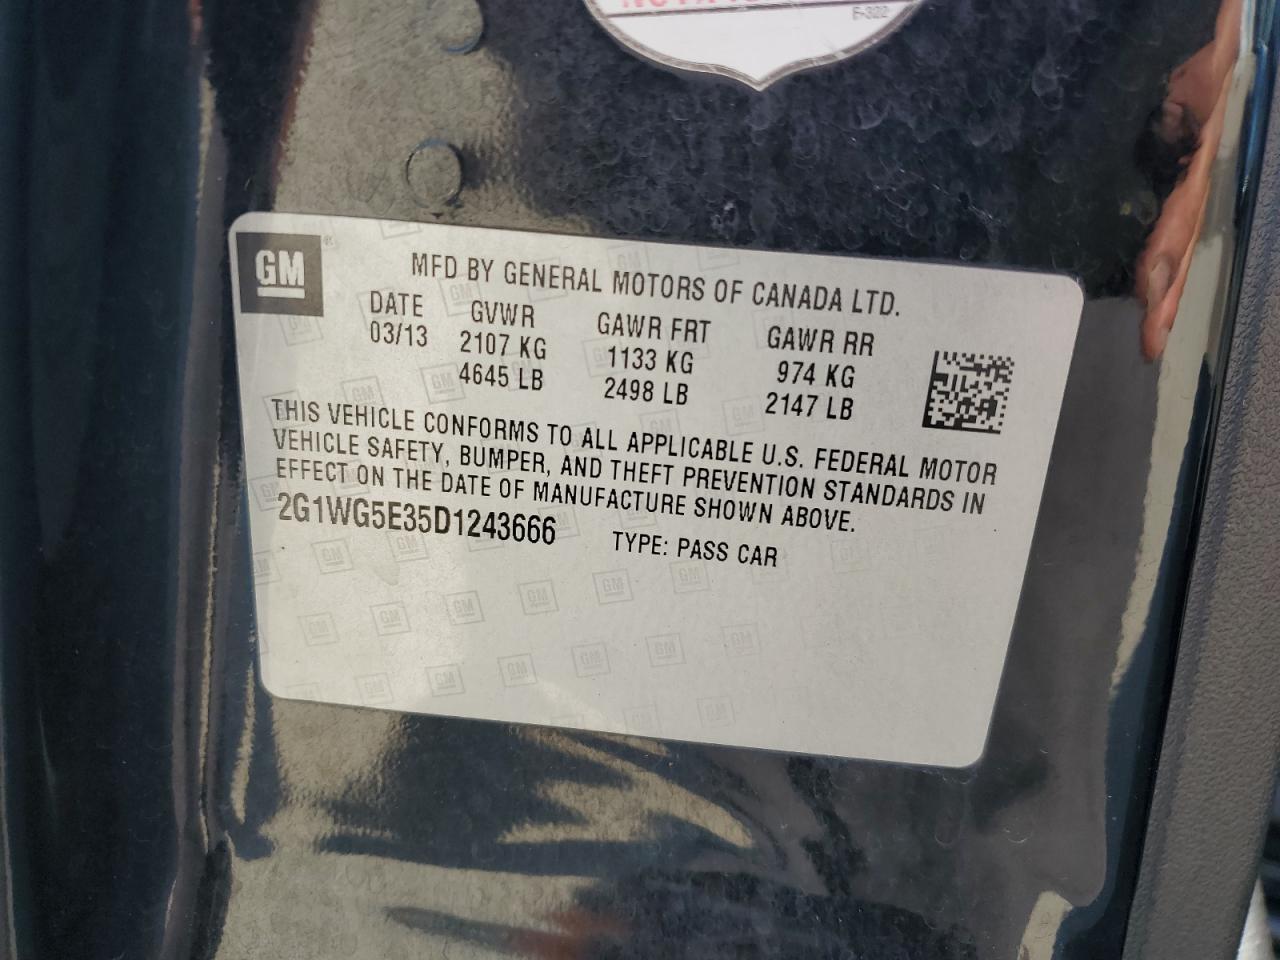 E-322
GM
MFD BY GENERAL MOTORS OF CANADA LTD.
DATE GVWR GAWR FRT GAWR RR
03/13 2107 KG 1133 KG 974 KG
4645 LB 2498 LB 2147 LB
THIS VEHICLE CONFORMS TO ALL APPLICABLE U.S. FEDERAL MOTOR
VEHICLE SAFETY, BUMPER, AND THEFT PREVENTION STANDARDS IN
EFFECT ON THE DATE OF MANUFACTURE SHOWN ABOVE.
2G1WG5E35D1243666 TYPE: PASS CAR